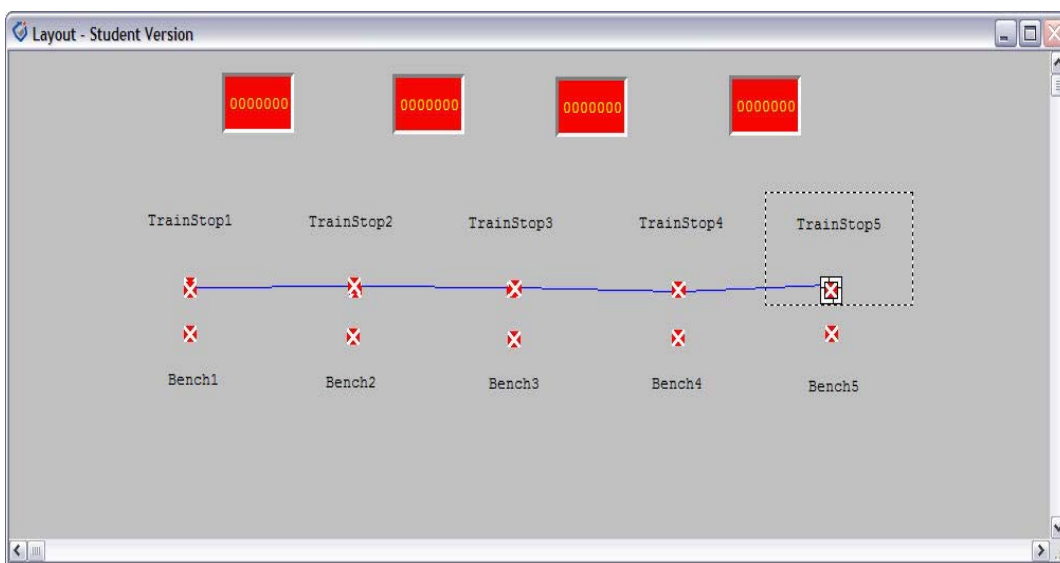 Layout - Student Version
0000000 0000000 0000000 0000000
TrainStop1 TrainStop2 TrainStop3 TrainStop4 TrainStop5
Bench1 Bench2 Bench3 Bench4 Bench5